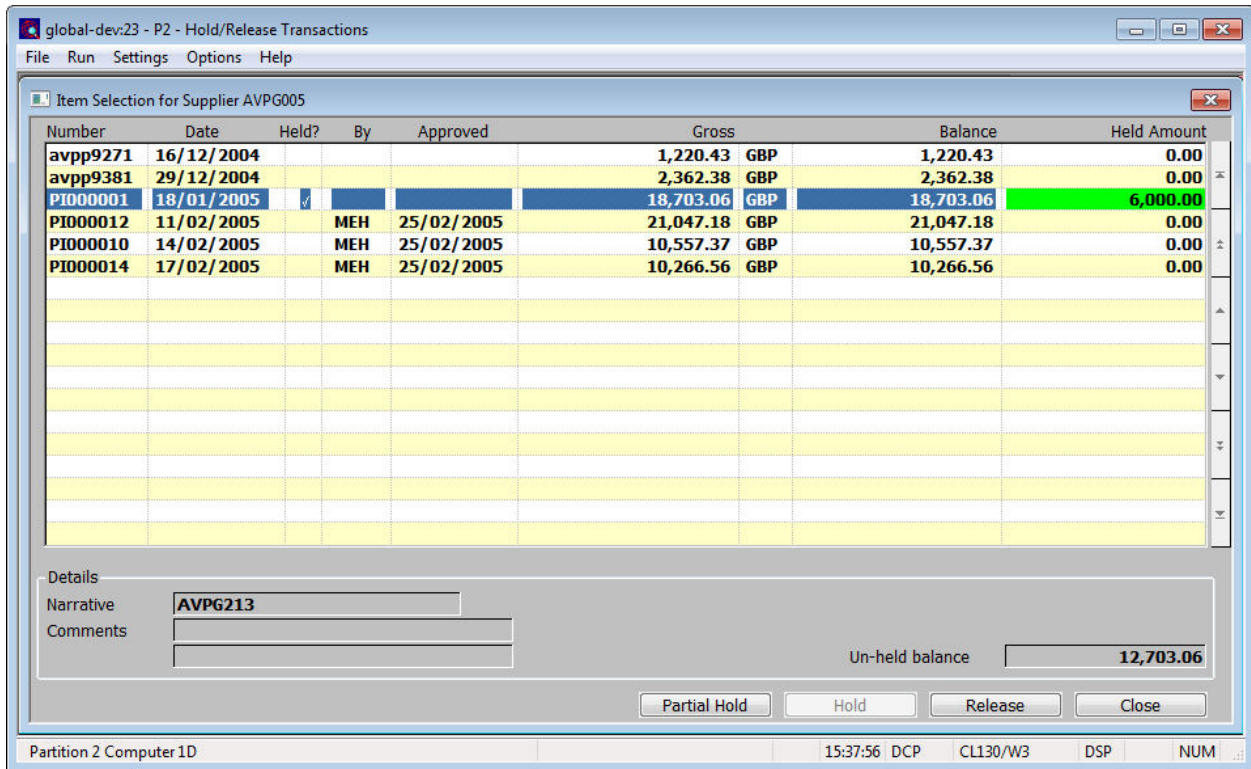 global-dev:23 - P2 - Hold/Release Transactions
File Run Settings Options Help
Item Selection for Supplier AVPG005
Number Date Held? By Approved Gross Balance Held Amount
avpp9271 16/12/2004 1,220.43 GBP 1,220.43 0.00
avpp9381 29/12/2004 2,362.38 GBP 2,362.38 0.00
PI000001 18/01/2005 √ 18,703.06 GBP 18,703.06 6,000.00
PI000012 11/02/2005 MEH 25/02/2005 21,047.18 GBP 21,047.18 0.00
PI000010 14/02/2005 MEH 25/02/2005 10,557.37 GBP 10,557.37 0.00
PI000014 17/02/2005 MEH 25/02/2005 10,266.56 GBP 10,266.56 0.00
Details
Narrative AVPG213
Comments
Un-held balance 12,703.06
Partial Hold Hold Release Close
Partition 2 Computer 1D 15:37:56 DCP CL130/W3 DSP NUM